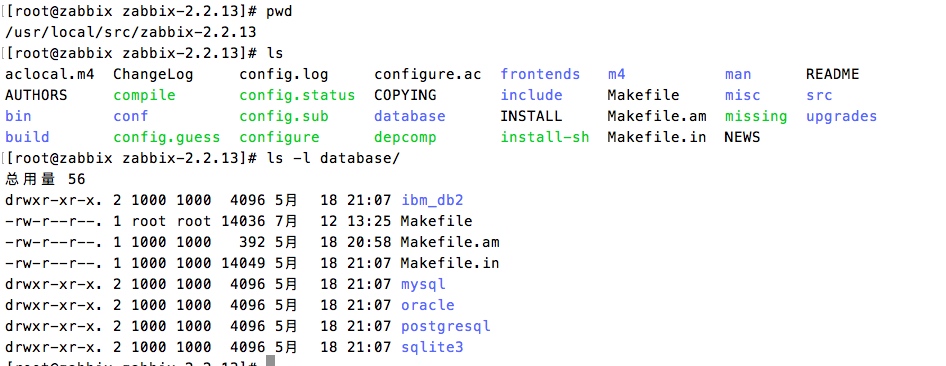 [[root@zabbix zabbix-2.2.13]# pwd
/usr/local/src/zabbix-2.2.13
[[root@zabbix zabbix-2.2.13]# ls
aclocal.m4 ChangeLog config.log configure.ac frontends m4 man README
AUTHORS compile config.status COPYING include Makefile misc src
bin conf config.sub database INSTALL Makefile.am missing upgrades
build config.guess configure depcomp install-sh Makefile.in NEWS
[[root@zabbix zabbix-2.2.13]# ls -l database/
总用量 56
drwxr-xr-x. 2 1000 1000 4096 5月 18 21:07 ibm_db2
-rw-r--r--. 1 root root 14036 7月 12 13:25 Makefile
-rw-r--r--. 1 1000 1000 392 5月 18 20:58 Makefile.am
-rw-r--r--. 1 1000 1000 14049 5月 18 21:07 Makefile.in
drwxr-xr-x. 2 1000 1000 4096 5月 18 21:07 mysql
drwxr-xr-x. 2 1000 1000 4096 5月 18 21:07 oracle
drwxr-xr-x. 2 1000 1000 4096 5月 18 21:07 postgresql
drwxr-xr-x. 2 1000 1000 4096 5月 18 21:07 sqlite3
[root@zabbix zabbix-2.2.13]#